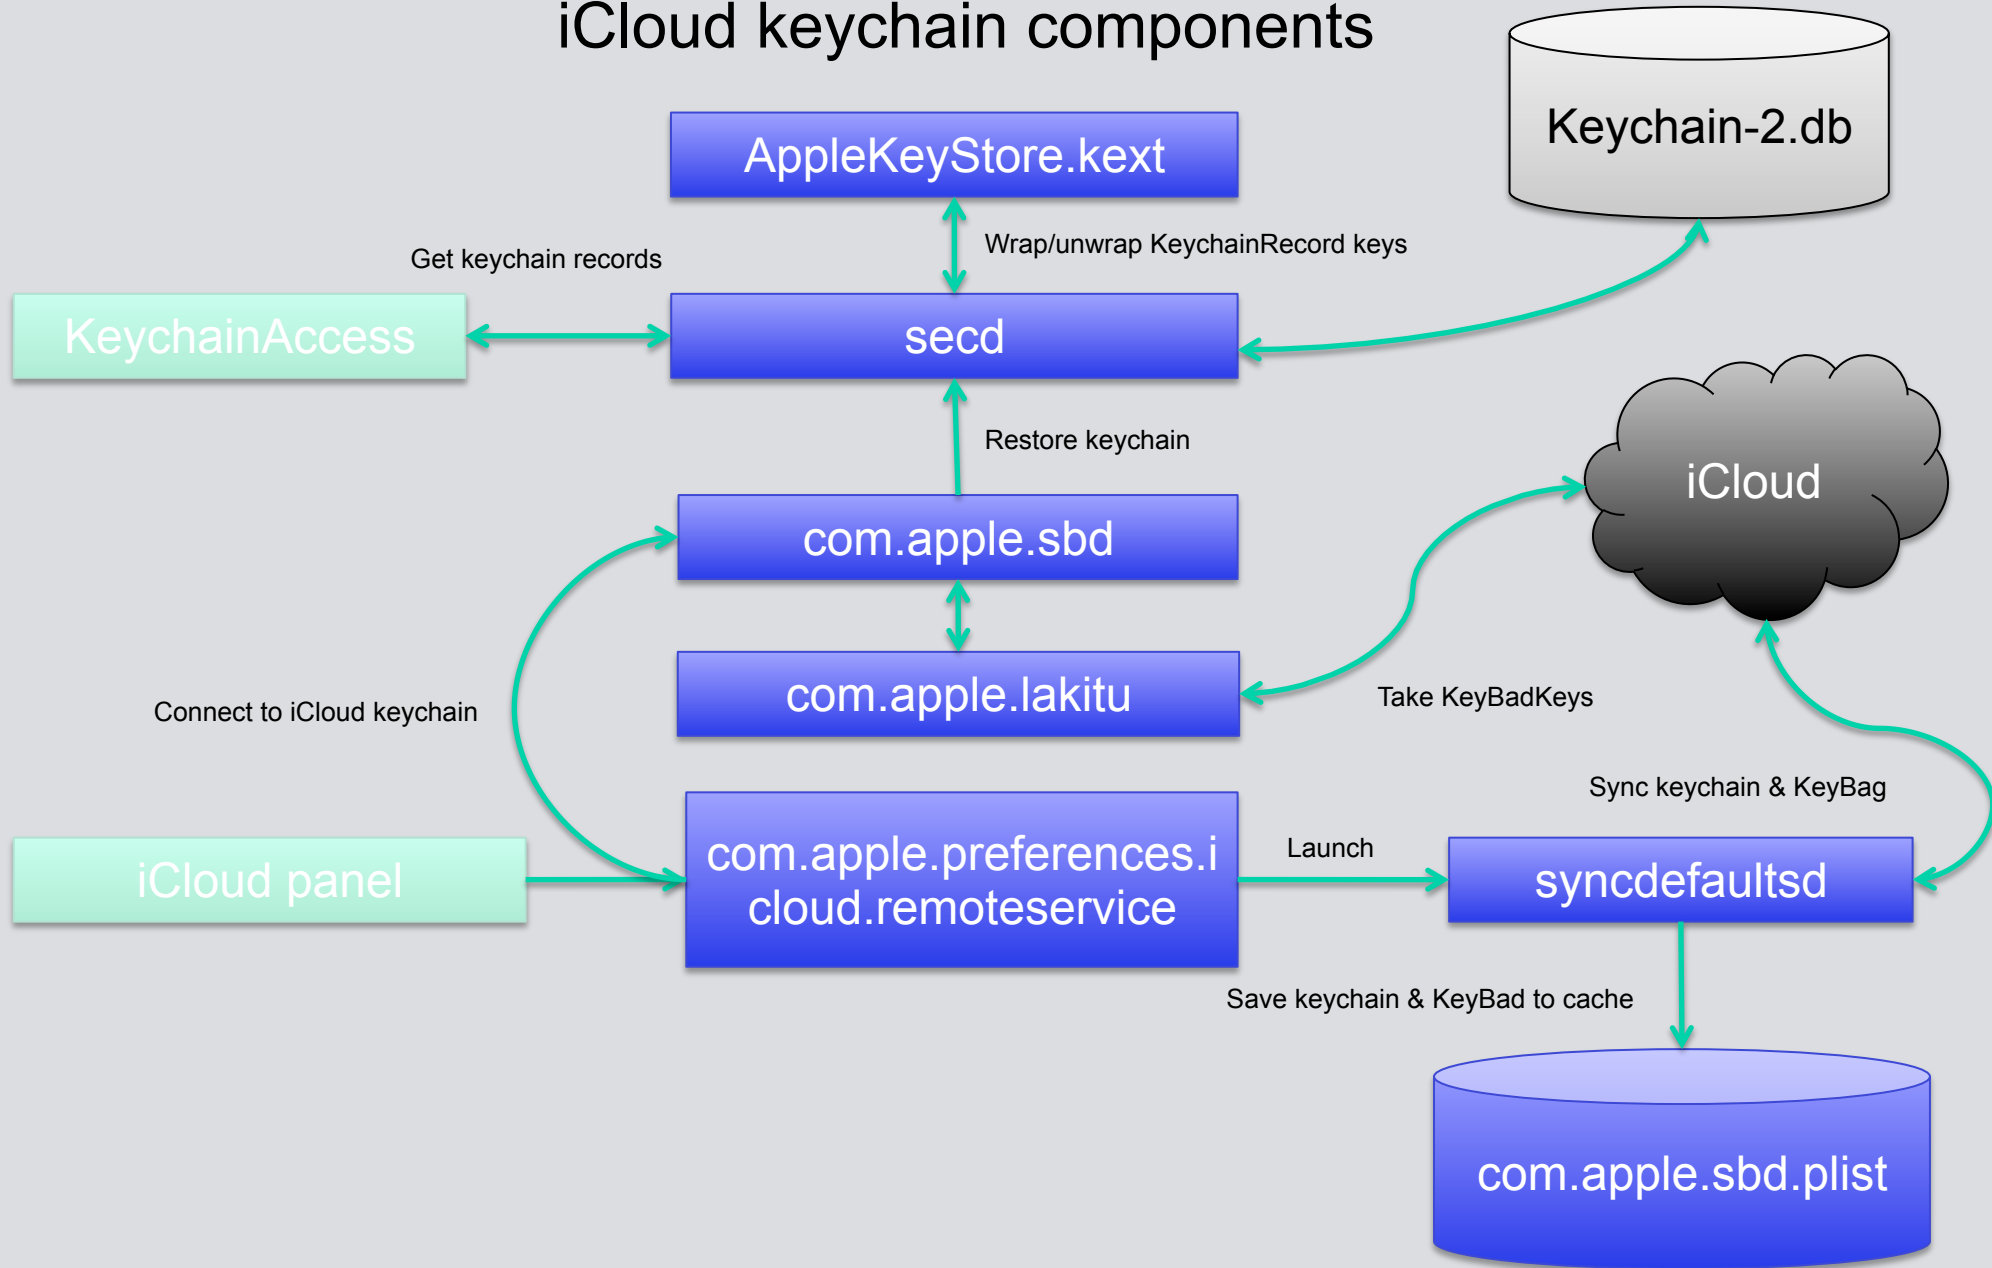 iCloud keychain components
Keychain-2.db
AppleKeyStore.kext
Wrap/unwrap KeychainRecord keys
Get keychain records
KeychainAccess
secd
Restore keychain
iCloud
com.apple.sbd
com.apple.lakitu
Take KeyBadKeys
Connect to iCloud keychain
Sync keychain & KeyBag
iCloud panel
com.apple.preferences.i
cloud.remoteservice
Launch
syncdefaultsd
Save keychain & KeyBad to cache
com.apple.sbd.plist